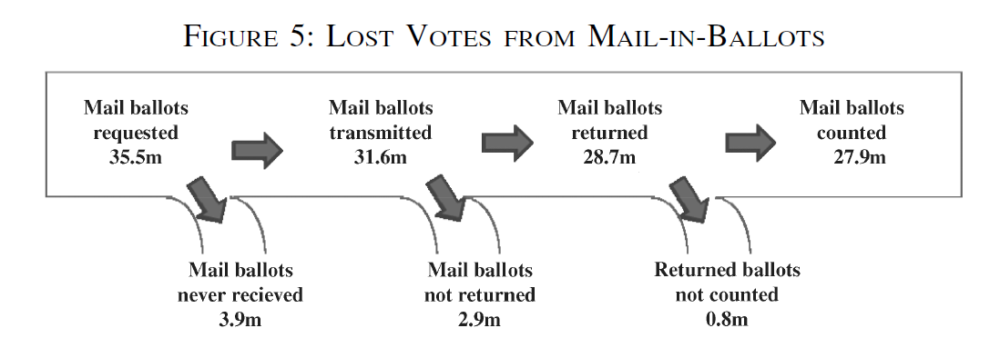 FIGURE 5: LOST VOTES FROM MAIL-IN-BALLOTS
Mail ballots
requested
35.5m
Mail ballots
transmitted
31.6m
Mail ballots
returned
28.7m
Mail ballots
counted
27.9m
Mail ballots
never recieved
3.9m
Mail ballots
not returned
2.9m
Returned ballots
not counted
0.8m